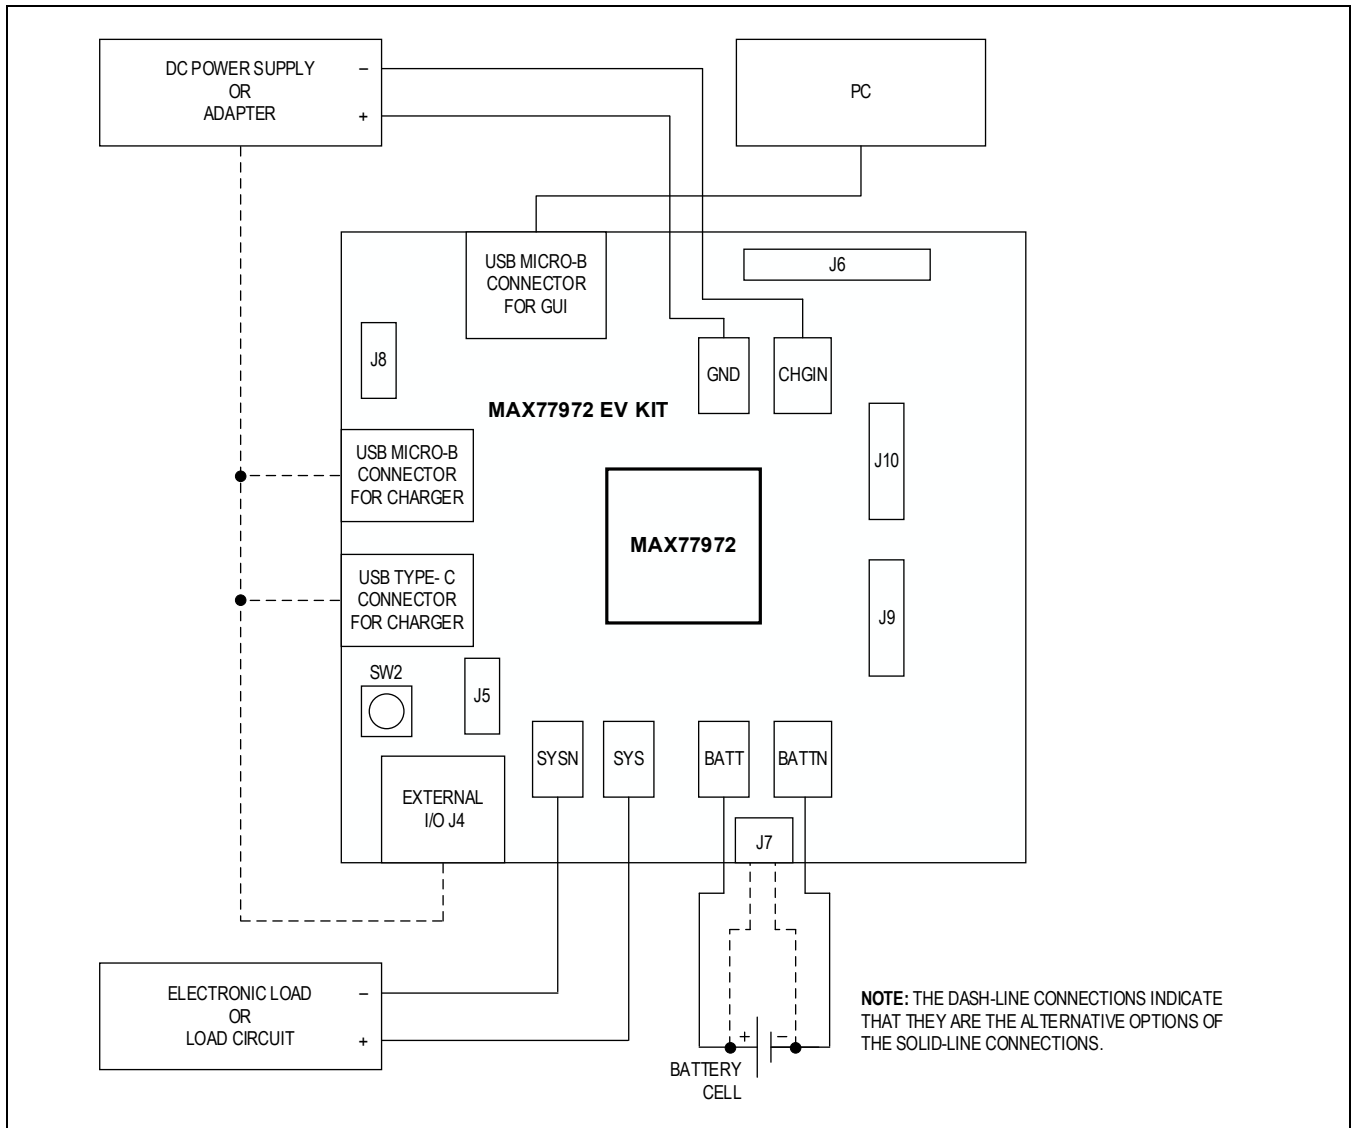 DC POWER SUPPLY
OR
ADAPTER
–
+
PC
USB MICRO-B
CONNECTOR
FOR GUI
J6
J8
GND
CHGIN
MAX77972 EV KIT
USB MICRO-B
CONNECTOR
FOR CHARGER
J10
MAX77972
USB TYPE- C
CONNECTOR
FOR CHARGER
J9
SW2
J5
SYSN
SYS
BATT
BATTN
EXTERNAL
I/O J4
J7
ELECTRONIC LOAD
OR
LOAD CIRCUIT
–
+
+
–
BATTERY
CELL
NOTE: THE DASH-LINE CONNECTIONS INDICATE
THAT THEY ARE THE ALTERNATIVE OPTIONS OF
THE SOLID-LINE CONNECTIONS.